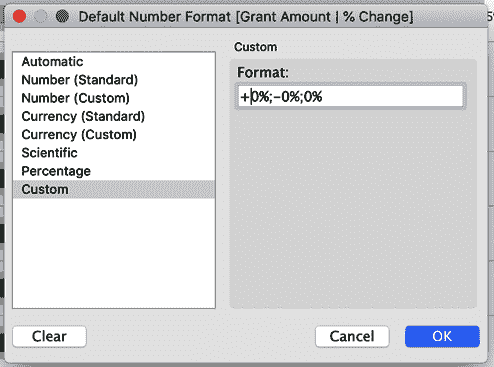 Default Number Format [Grant Amount | % Change]
Automatic
Number (Standard)
Number (Custom)
Currency (Standard)
Currency (Custom)
Scientific
Percentage
Custom
Custom
Format:
+0%;-0%;0%
Clear
Cancel
OK